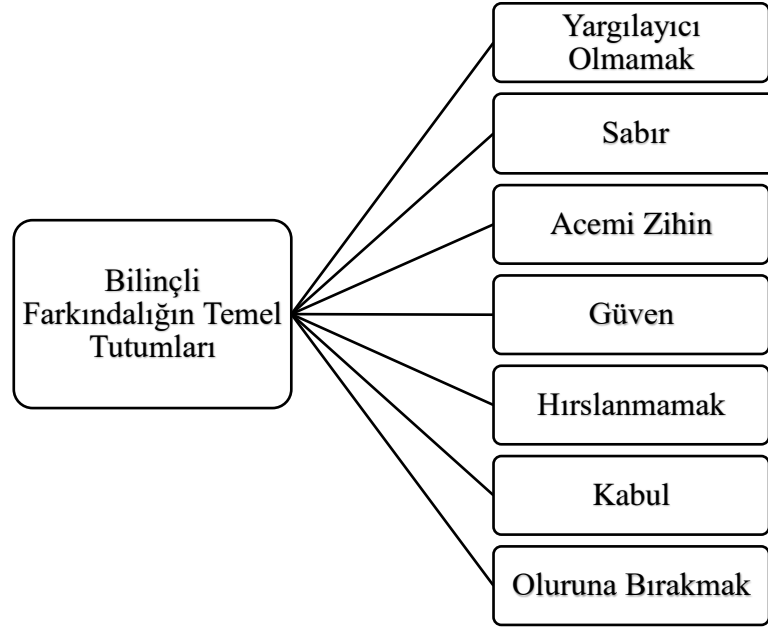 Yargılayıcı
Olmamak
Sabır
Acemi Zihin
Bilinçli
Farkındalığın Temel
Tutumları
Güven
Hırslanmamak
Kabul
Oluruna Bırakmak